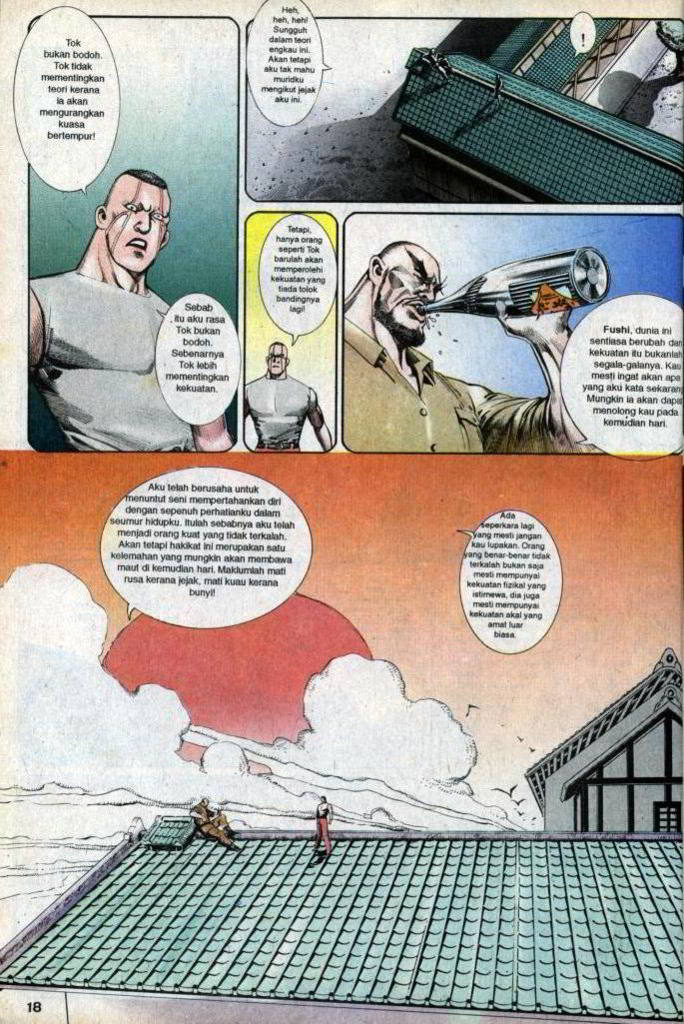 Tok
bukan bodoh.
Tok tidak
mementingkan
teori kerana
ia akan
mengurangkan
kuasa
bertempur!
Sebab
itu aku rasa
Tok bukan
bodoh.
Sebenarnya
Tok lebih
mementingkan
kekuatan.
Heh,
heh, heh!
Sungguh
dalam teori
engkau ini.
Akan tetapi
aku tak mahu
muridku
mengikut jejak
aku ini.
!
Tetapi,
hanya orang
seperti Tok
barulah akan
memperolehi
kekuatan yang
tiada tolok
bandingnya
lagi!
Fushi, dunia ini
sentiasa berubah dan
kekuatan itu bukanlah
segala-galanya. Kau
mesti ingat akan apa
yang aku kata sekarang
Mungkin ia akan dapat
menolong kau pada
kemudian hari.
Aku telah berusaha untuk
menuntut seni mempertahankan diri
dengan sepenuh perhatianku dalam
seumur hidupku. Itulah sebabnya aku telah
menjadi orang kuat yang tidak terkalah.
Akan tetapi hakikat ini merupakan satu
kelemahan yang mungkin akan membawa
maut di kemudian hari. Maklumlah mati
rusa kerana jejak, mati kuau kerana
bunyi!
Ada
seperkara lagi
yang mesti jangan
kau lupakan. Orang
yang benar-benar tidak
terkalah bukan saja
mesti mempunyai
kekuatan fizikal yang
istimewa, dia juga
mesti mempunyai
kekuatan akal yang
amat luar
biasa.
18